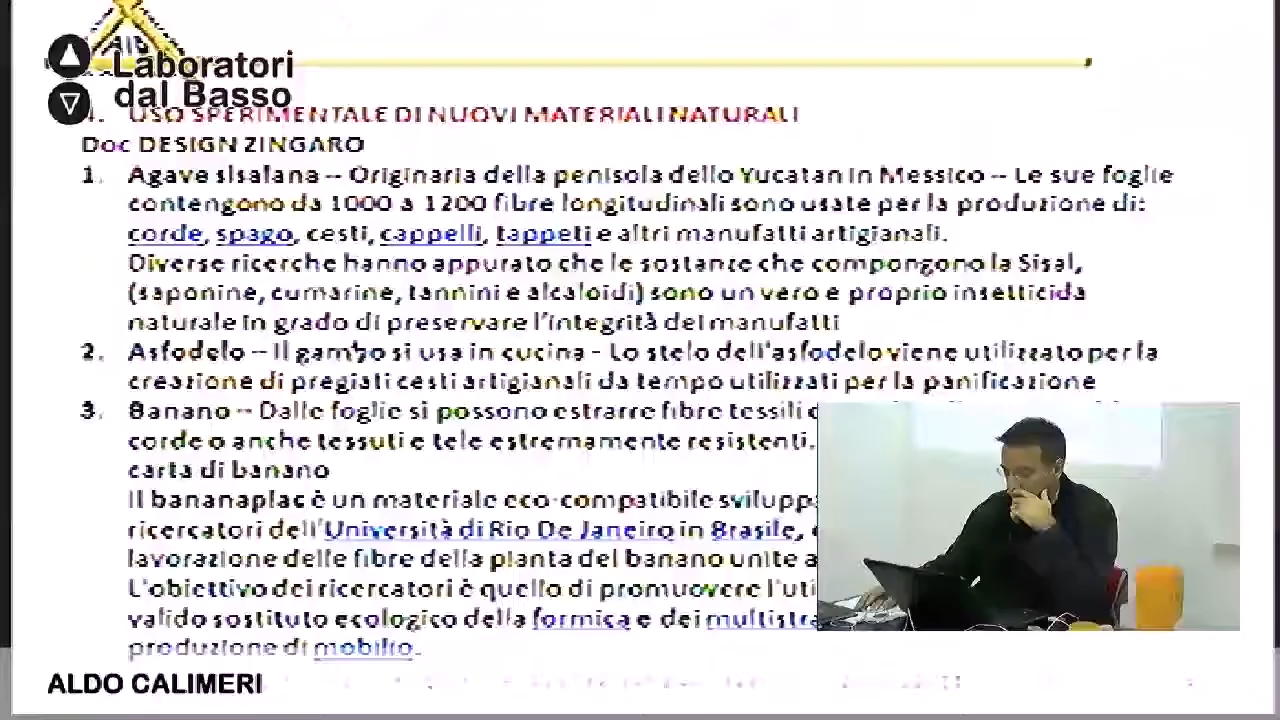 Laboratori
dal Basso
USO SPERIMENTALE DI NUOVI MATERIALI NATURALI
Doc DESIGN ZINGARO
1. Agave sisalana -- Originaria della penisola dello Yucatan in Messico -- Le sue foglie
contengono da 1000 a 1200 fibre longitudinali sono usate per la produzione di:
corde, spago, cesti, cappelli, tappeti e altri manufatti artigianali.
Diverse ricerche hanno appurato che le sostanze che compongono la Sisal,
(saponine, cumarine, tannini e alcaloidi) sono un vero e proprio insetticida
naturale in grado di preservare l'integrità dei manufatti
2. Asfodelo -- Il gambo si usa in cucina - Lo stelo dell'asfodelo viene utilizzato per la
creazione di pregiati cesti artigianali da tempo utilizzati per la panificazione
3. Banano -- Dalle foglie si possono estrarre fibre tessili
corde o anche tessuti e tele estremamente resistenti.
carta di banano
Il bananaplac è un materiale eco-compatibile
ricercatori dell'Università di Rio De Janeiro in Brasile,
lavorazione delle fibre della pianta del banano unite a
L'obiettivo dei ricercatori è quello di promuovere
valido sostituto ecologico della formica e dei
produzione di mobilio.
ALDO CALIMERI